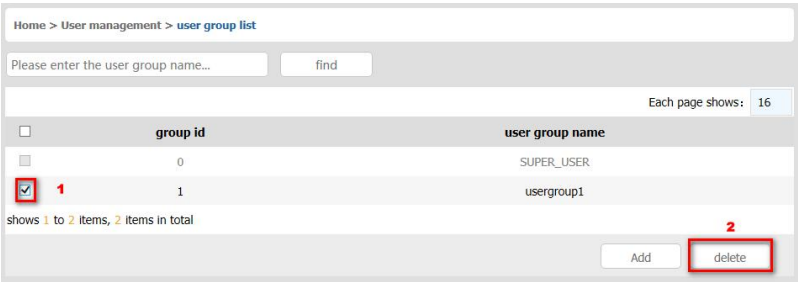 Home > User management > user group list
Please enter the user group name... find
Each page shows: 16
group id user group name
0 SUPER_USER
1 1 usergroup1
shows 1 to 2 items, 2 items in total
2
Add delete